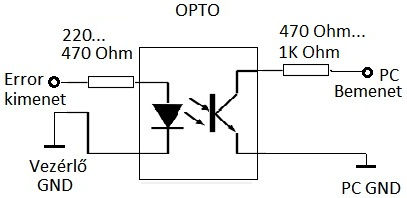 OPTO
220...
470 Ohm
470 Ohm...
1K Ohm
Error
kimenet
PC
Bemenet
Vezérlő
GND
PC GND